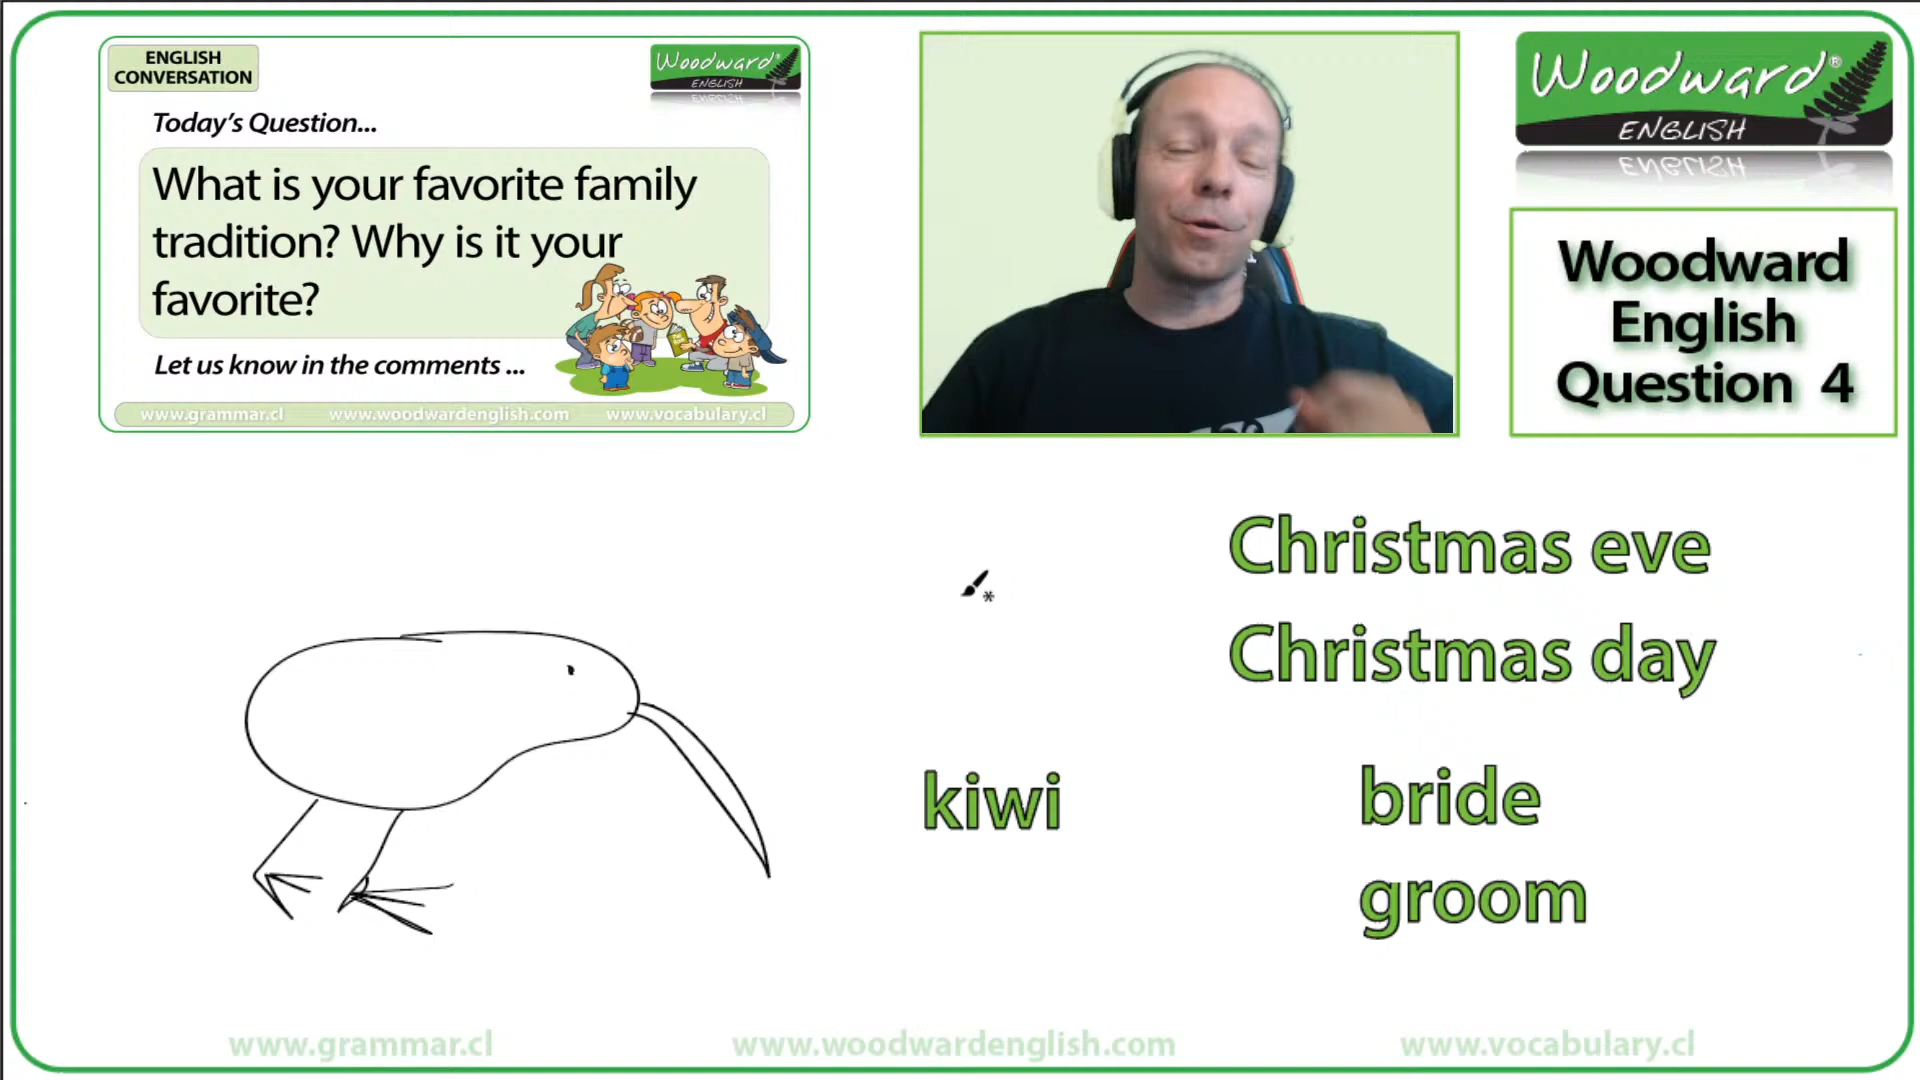 ENGLISH
CONVERSATION
Woodward®
ENGLISH
Today's Question...
What is your favorite family
tradition? Why is it your
favorite?
Let us know in the comments ...
www.grammar.cl www.woodwardenglish.com www.vocabulary.cl
Woodward®
ENGLISH
Woodward
English
Question 4
Christmas eve
Christmas day
kiwi
bride
groom
www.grammar.cl www.woodwardenglish.com www.vocabulary.cl